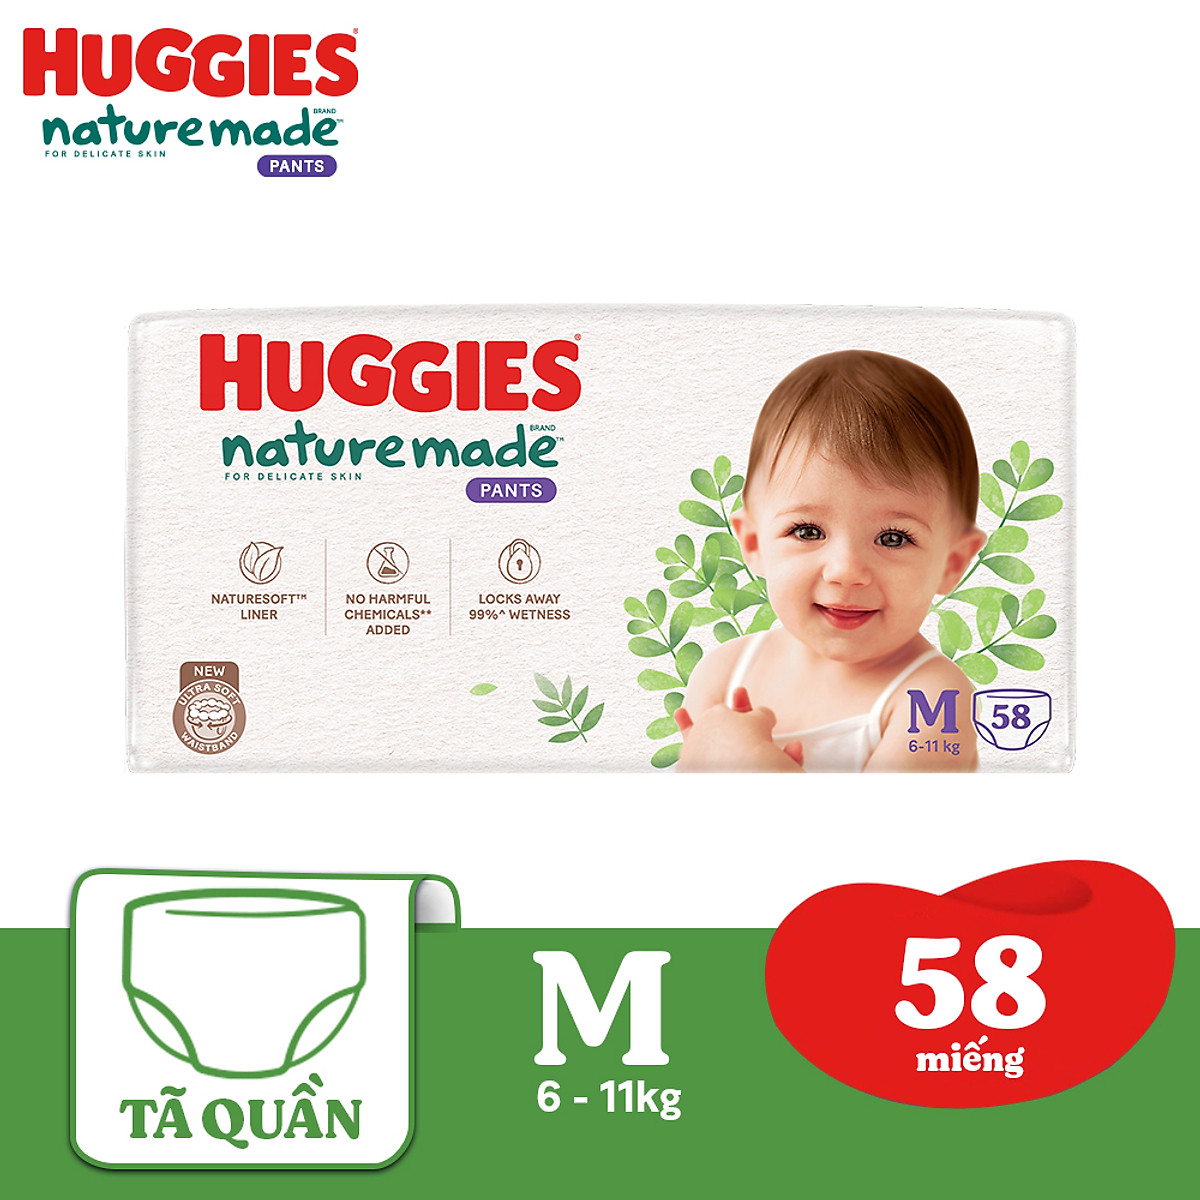 HUGGIES®
naturemade™
BRAND
FOR DELICATE SKIN
PANTS
HUGGIES®
naturemade™
BRAND
FOR DELICATE SKIN
PANTS
NATURESOFT™
LINER
NO HARMFUL
CHEMICALS**
ADDED
LOCKS AWAY
99%^ WETNESS
NEW
ULTRA SOFT
WAISTBAND
M
6-11 kg
58
TÃ QUẦN
M
6 - 11kg
58
miếng